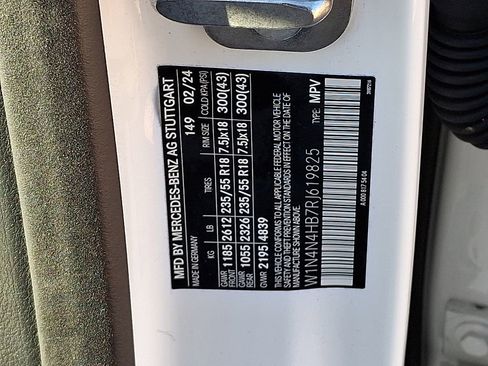 MFD BY MERCEDES-BENZ AG STUTTGART
MADE IN GERMANY 149 02/24
KG LB TIRES RIM SIZE COLD KPA(PSI)
GAWR FRONT 1185 2612 235/55 R18 7.5Jx18 300(43)
GAWR REAR 1055 2326 235/55 R18 7.5Jx18 300(43)
GVWR 2195 4839
THIS VEHICLE CONFORMS TO ALL APPLICABLE FEDERAL MOTOR VEHICLE
SAFETY, BUMPER, AND THEFT PREVENTION STANDARDS IN EFFECT ON THE DATE OF
MANUFACTURE SHOWN ABOVE.
W1N4N4HB7RJ619825 TYPE: MPV